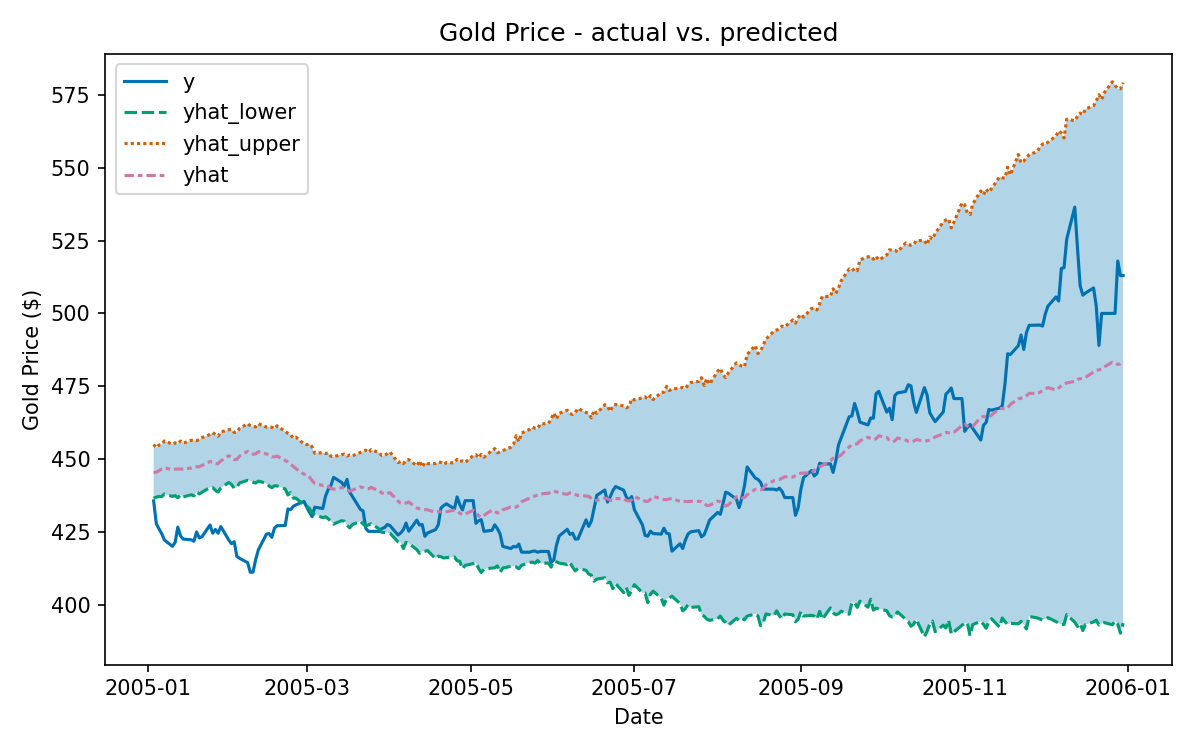 Gold Price - actual vs. predicted
y
yhat_lower
yhat_upper
yhat
575
550
525
500
475
450
425
400
Gold Price ($)
2005-01 2005-03 2005-05 2005-07 2005-09 2005-11 2006-01
Date